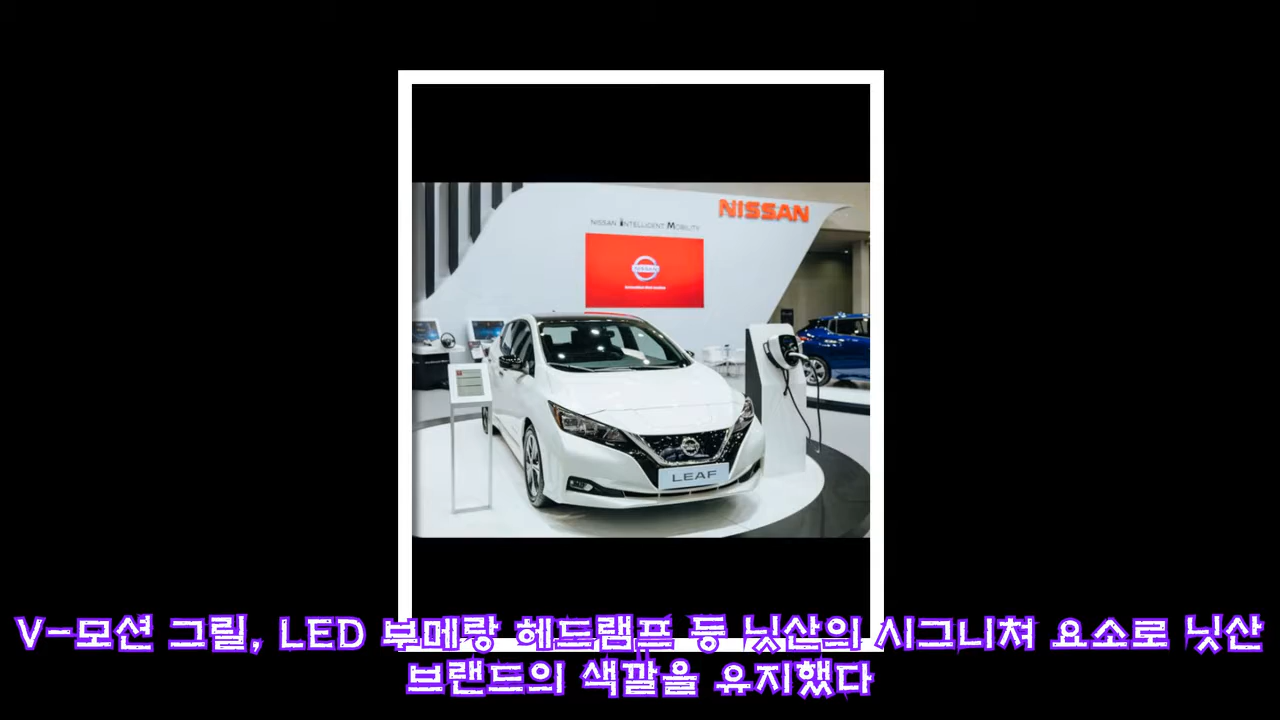 NISSAN
NISSAN INTELLIGENT MOBILITY
NISSAN
LEAF
V-모션 그릴, LED 부메랑 헤드램프 등 닛산의 시그니쳐 요소로 닛산
브랜드의 색깔을 유지했다